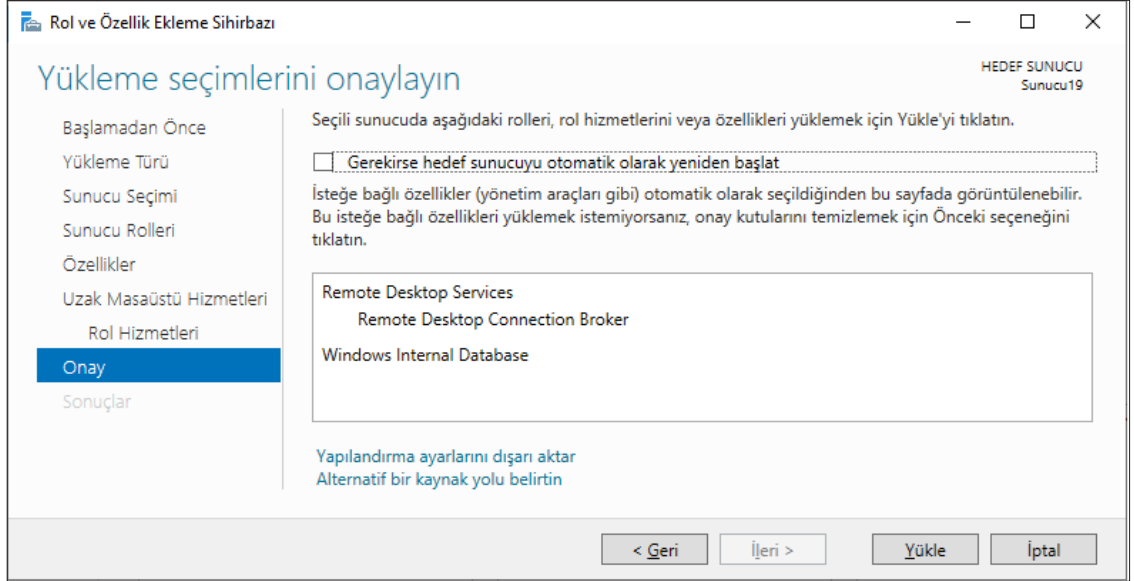 Rol ve Özellik Ekleme Sihirbazı
Yükleme seçimlerini onaylayın
HEDEF SUNUCU
Sunucu19
Başlamadan Önce
Yükleme Türü
Sunucu Seçimi
Sunucu Rolleri
Özellikler
Uzak Masaüstü Hizmetleri
Rol Hizmetleri
Onay
Sonuçlar
Seçili sunucuda aşağıdaki rolleri, rol hizmetlerini veya özellikleri yüklemek için Yükle'yi tıklatın.
Gerekirse hedef sunucuyu otomatik olarak yeniden başlat
İsteğe bağlı özellikler (yönetim araçları gibi) otomatik olarak seçildiğinden bu sayfada görüntülenebilir.
Bu isteğe bağlı özellikleri yüklemek istemiyorsanız, onay kutularını temizlemek için Önceki seçeneğini
tıklatın.
Remote Desktop Services
Remote Desktop Connection Broker
Windows Internal Database
Yapılandırma ayarlarını dışarı aktar
Alternatif bir kaynak yolu belirtin
< Geri
İleri >
Yükle
İptal